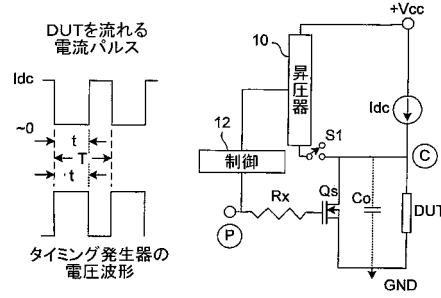 DUTを流れる
電流パルス
Idc
~0
t
T
t
タイミング発生器の
電圧波形
+Vcc
10
昇圧器
Idc
12
制御
S1
C
Rx
Qs
Co
DUT
P
GND